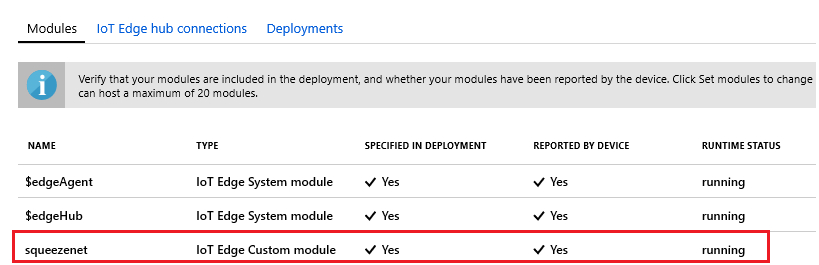 Modules IoT Edge hub connections Deployments
Verify that your modules are included in the deployment, and whether your modules have been reported by the device. Click Set modules to change
can host a maximum of 20 modules.
NAME TYPE SPECIFIED IN DEPLOYMENT REPORTED BY DEVICE RUNTIME STATUS
$edgeAgent IoT Edge System module ✓ Yes ✓ Yes running
$edgeHub IoT Edge System module ✓ Yes ✓ Yes running
squeezenet IoT Edge Custom module ✓ Yes ✓ Yes running